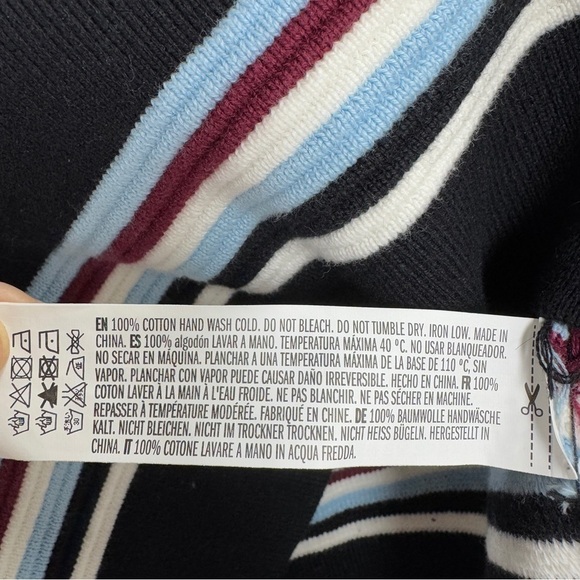 EN 100% COTTON HAND WASH COLD. DO NOT BLEACH. DO NOT TUMBLE DRY. IRON LOW. MADE IN
CHINA. ES 100% algodón LAVAR A MANO. TEMPERATURA MÁXIMA 40 ºC. NO USAR BLANQUEADOR.
NO SECAR EN MÁQUINA. PLANCHAR A UNA TEMPERATURA MÁXIMA DE LA BASE DE 110 ºC, SIN
VAPOR. PLANCHAR CON VAPOR PUEDE CAUSAR DAÑO IRREVERSIBLE. HECHO EN CHINA. FR 100%
COTON LAVER À LA MAIN À L'EAU FROIDE. NE PAS BLANCHIR. NE PAS SÉCHER EN MACHINE.
REPASSER À TEMPÉRATURE MODÉRÉE. FABRIQUÉ EN CHINE. DE 100% BAUMWOLLE HANDWÄSCHE
KALT. NICHT BLEICHEN. NICHT IM TROCKNER TROCKNEN. NICHT HEISS BÜGELN. HERGESTELLT IN
CHINA. IT 100% COTONE LAVARE A MANO IN ACQUA FREDDA.